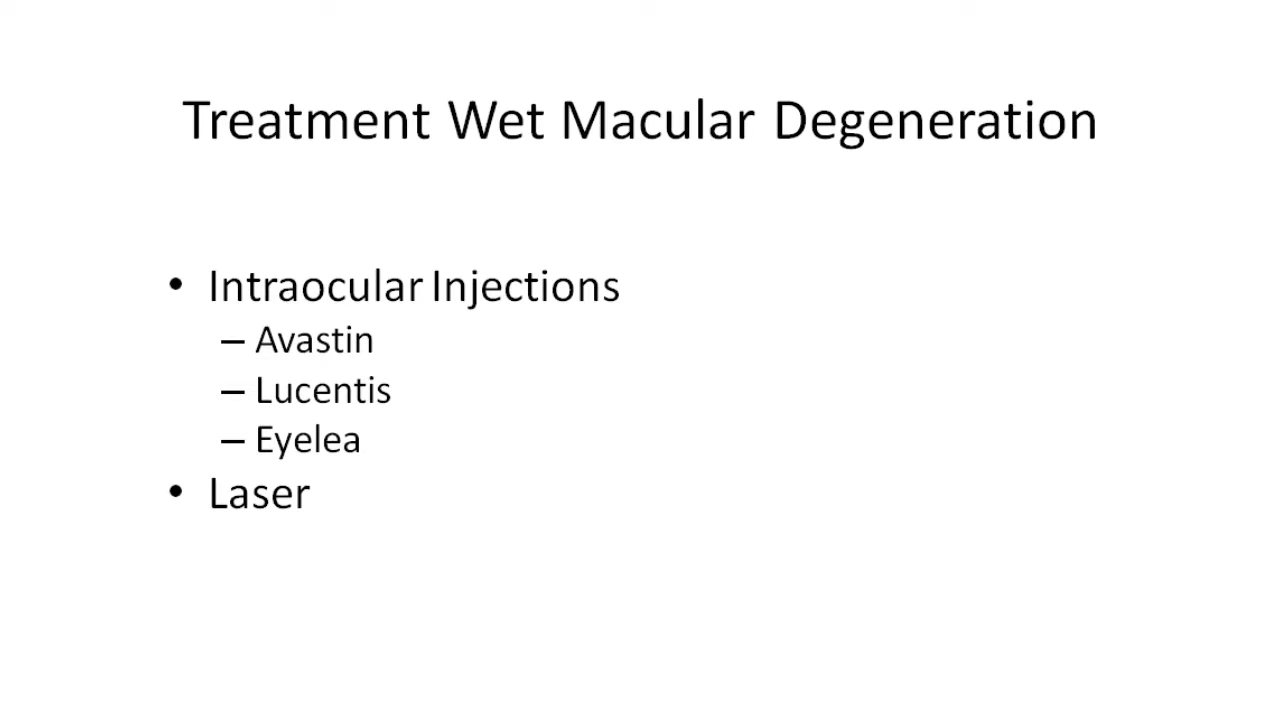 Treatment Wet Macular Degeneration
• Intraocular Injections
– Avastin
– Lucentis
– Eyelea
• Laser